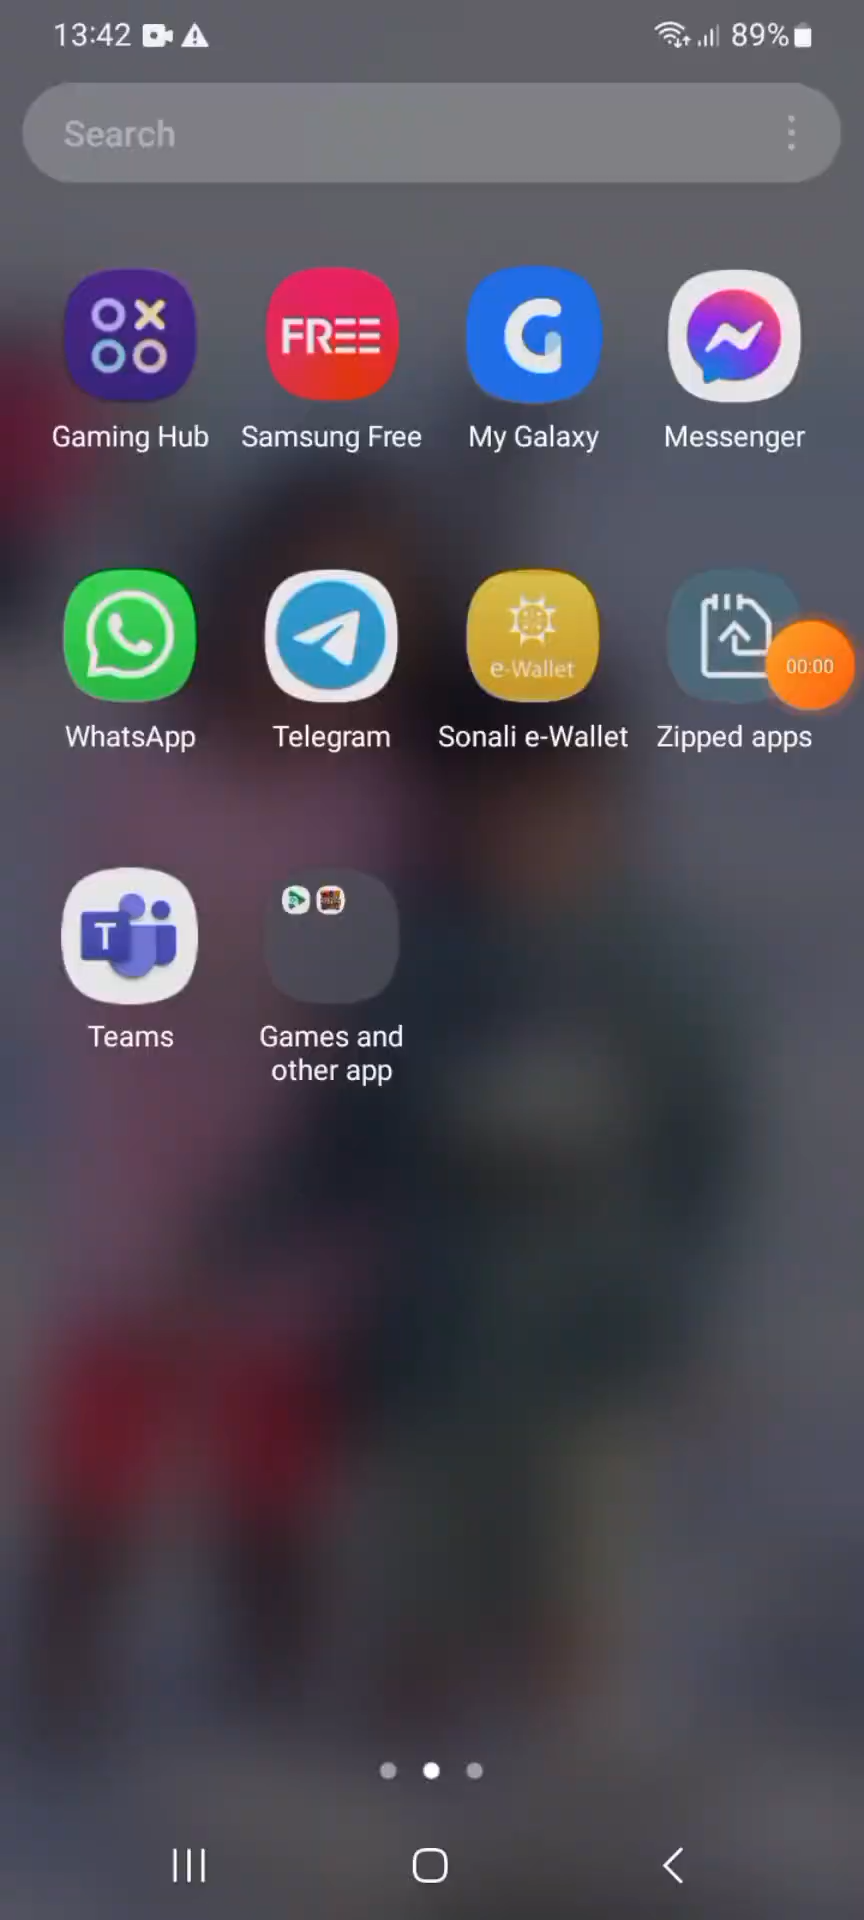 13:42 89%
Search
FREE
Gaming Hub Samsung Free My Galaxy Messenger
e-Wallet
00:00
WhatsApp Telegram Sonali e-Wallet Zipped apps
T
Teams Games and
other app